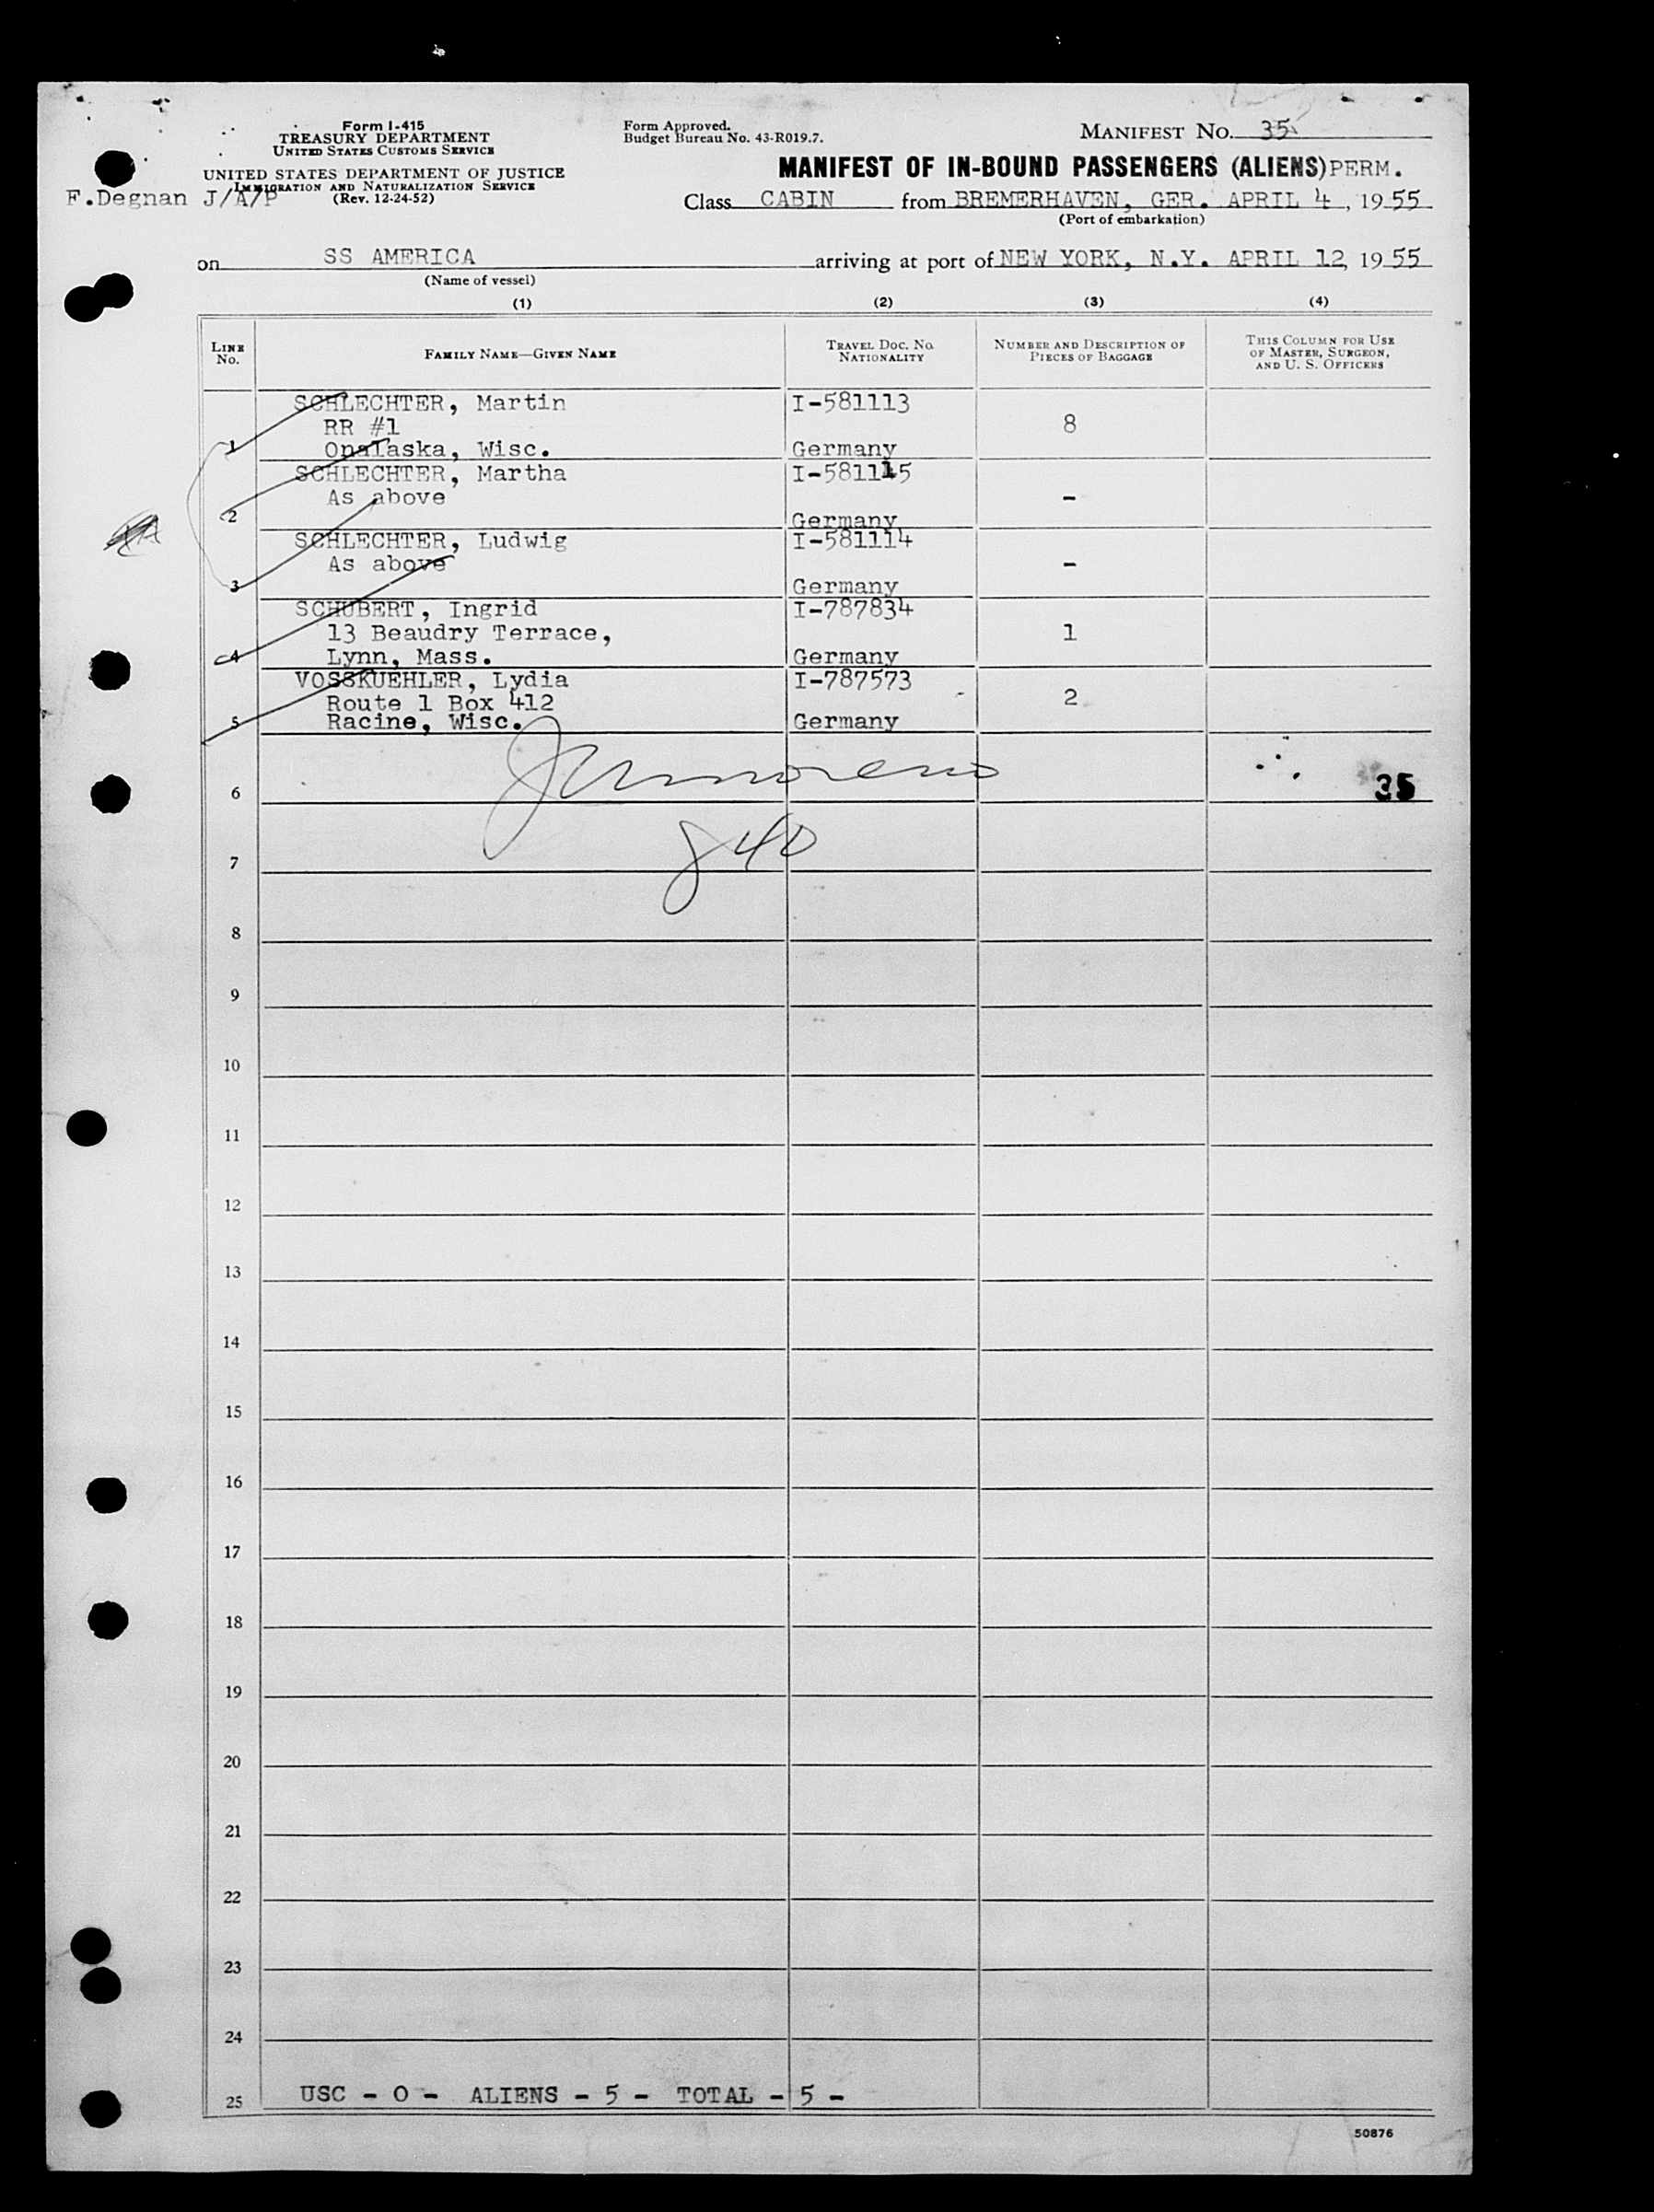 Form I-415
TREASURY DEPARTMENT
UNITED STATES CUSTOMS SERVICE
UNITED STATES DEPARTMENT OF JUSTICE
IMMIGRATION AND NATURALIZATION SERVICE
(Rev. 12-24-52)
F.Degnan J/A/P
Form Approved.
Budget Bureau No. 43-R019.7.
MANIFEST NO. 35
MANIFEST OF IN-BOUND PASSENGERS (ALIENS) PERM.
Class CABIN from BREMERHAVEN, GER. APRIL 4, 1955
(Port of embarkation)
on SS AMERICA arriving at port of NEW YORK, N.Y. APRIL 12, 1955
(Name of vessel)
(1) (2) (3) (4)
LINE No. FAMILY NAME—GIVEN NAME TRAVEL DOC. No. NATIONALITY NUMBER AND DESCRIPTION OF PIECES OF BAGGAGE THIS COLUMN FOR USE OF MASTER, SURGEON, AND U. S. OFFICERS
SCHLECHTER, Martin I-581113
RR #1 8
1 Onalaska, Wisc. Germany
SCHLECHTER, Martha I-581115
As above -
2 Germany
SCHLECHTER, Ludwig I-581114
As above -
3 Germany
SCHUBERT, Ingrid I-787834
13 Beaudry Terrace, 1
4 Lynn, Mass. Germany
VOSSKUEHLER, Lydia I-787573
Route 1 Box 412 2
5 Racine, Wisc. Germany
6 35
840
7
8
9
10
11
12
13
14
15
16
17
18
19
20
21
22
23
24
25 USC - O - ALIENS - 5 - TOTAL - 5 -
50876